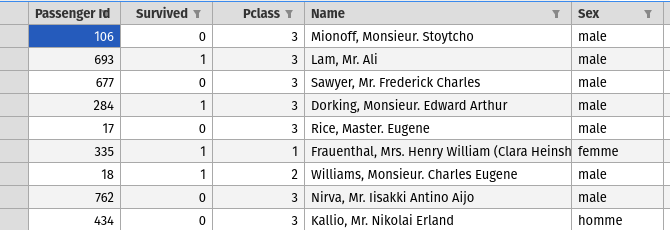 Passenger Id Survived Pclass Name Sex
106 0 3 Mionoff, Monsieur. Stoytcho male
693 1 3 Lam, Mr. Ali male
677 0 3 Sawyer, Mr. Frederick Charles male
284 1 3 Dorking, Monsieur. Edward Arthur male
17 0 3 Rice, Master. Eugene male
335 1 1 Frauenthal, Mrs. Henry William (Clara Heinsh femme
18 1 2 Williams, Monsieur. Charles Eugene male
762 0 3 Nirva, Mr. Iisakki Antino Aijo male
434 0 3 Kallio, Mr. Nikolai Erland homme